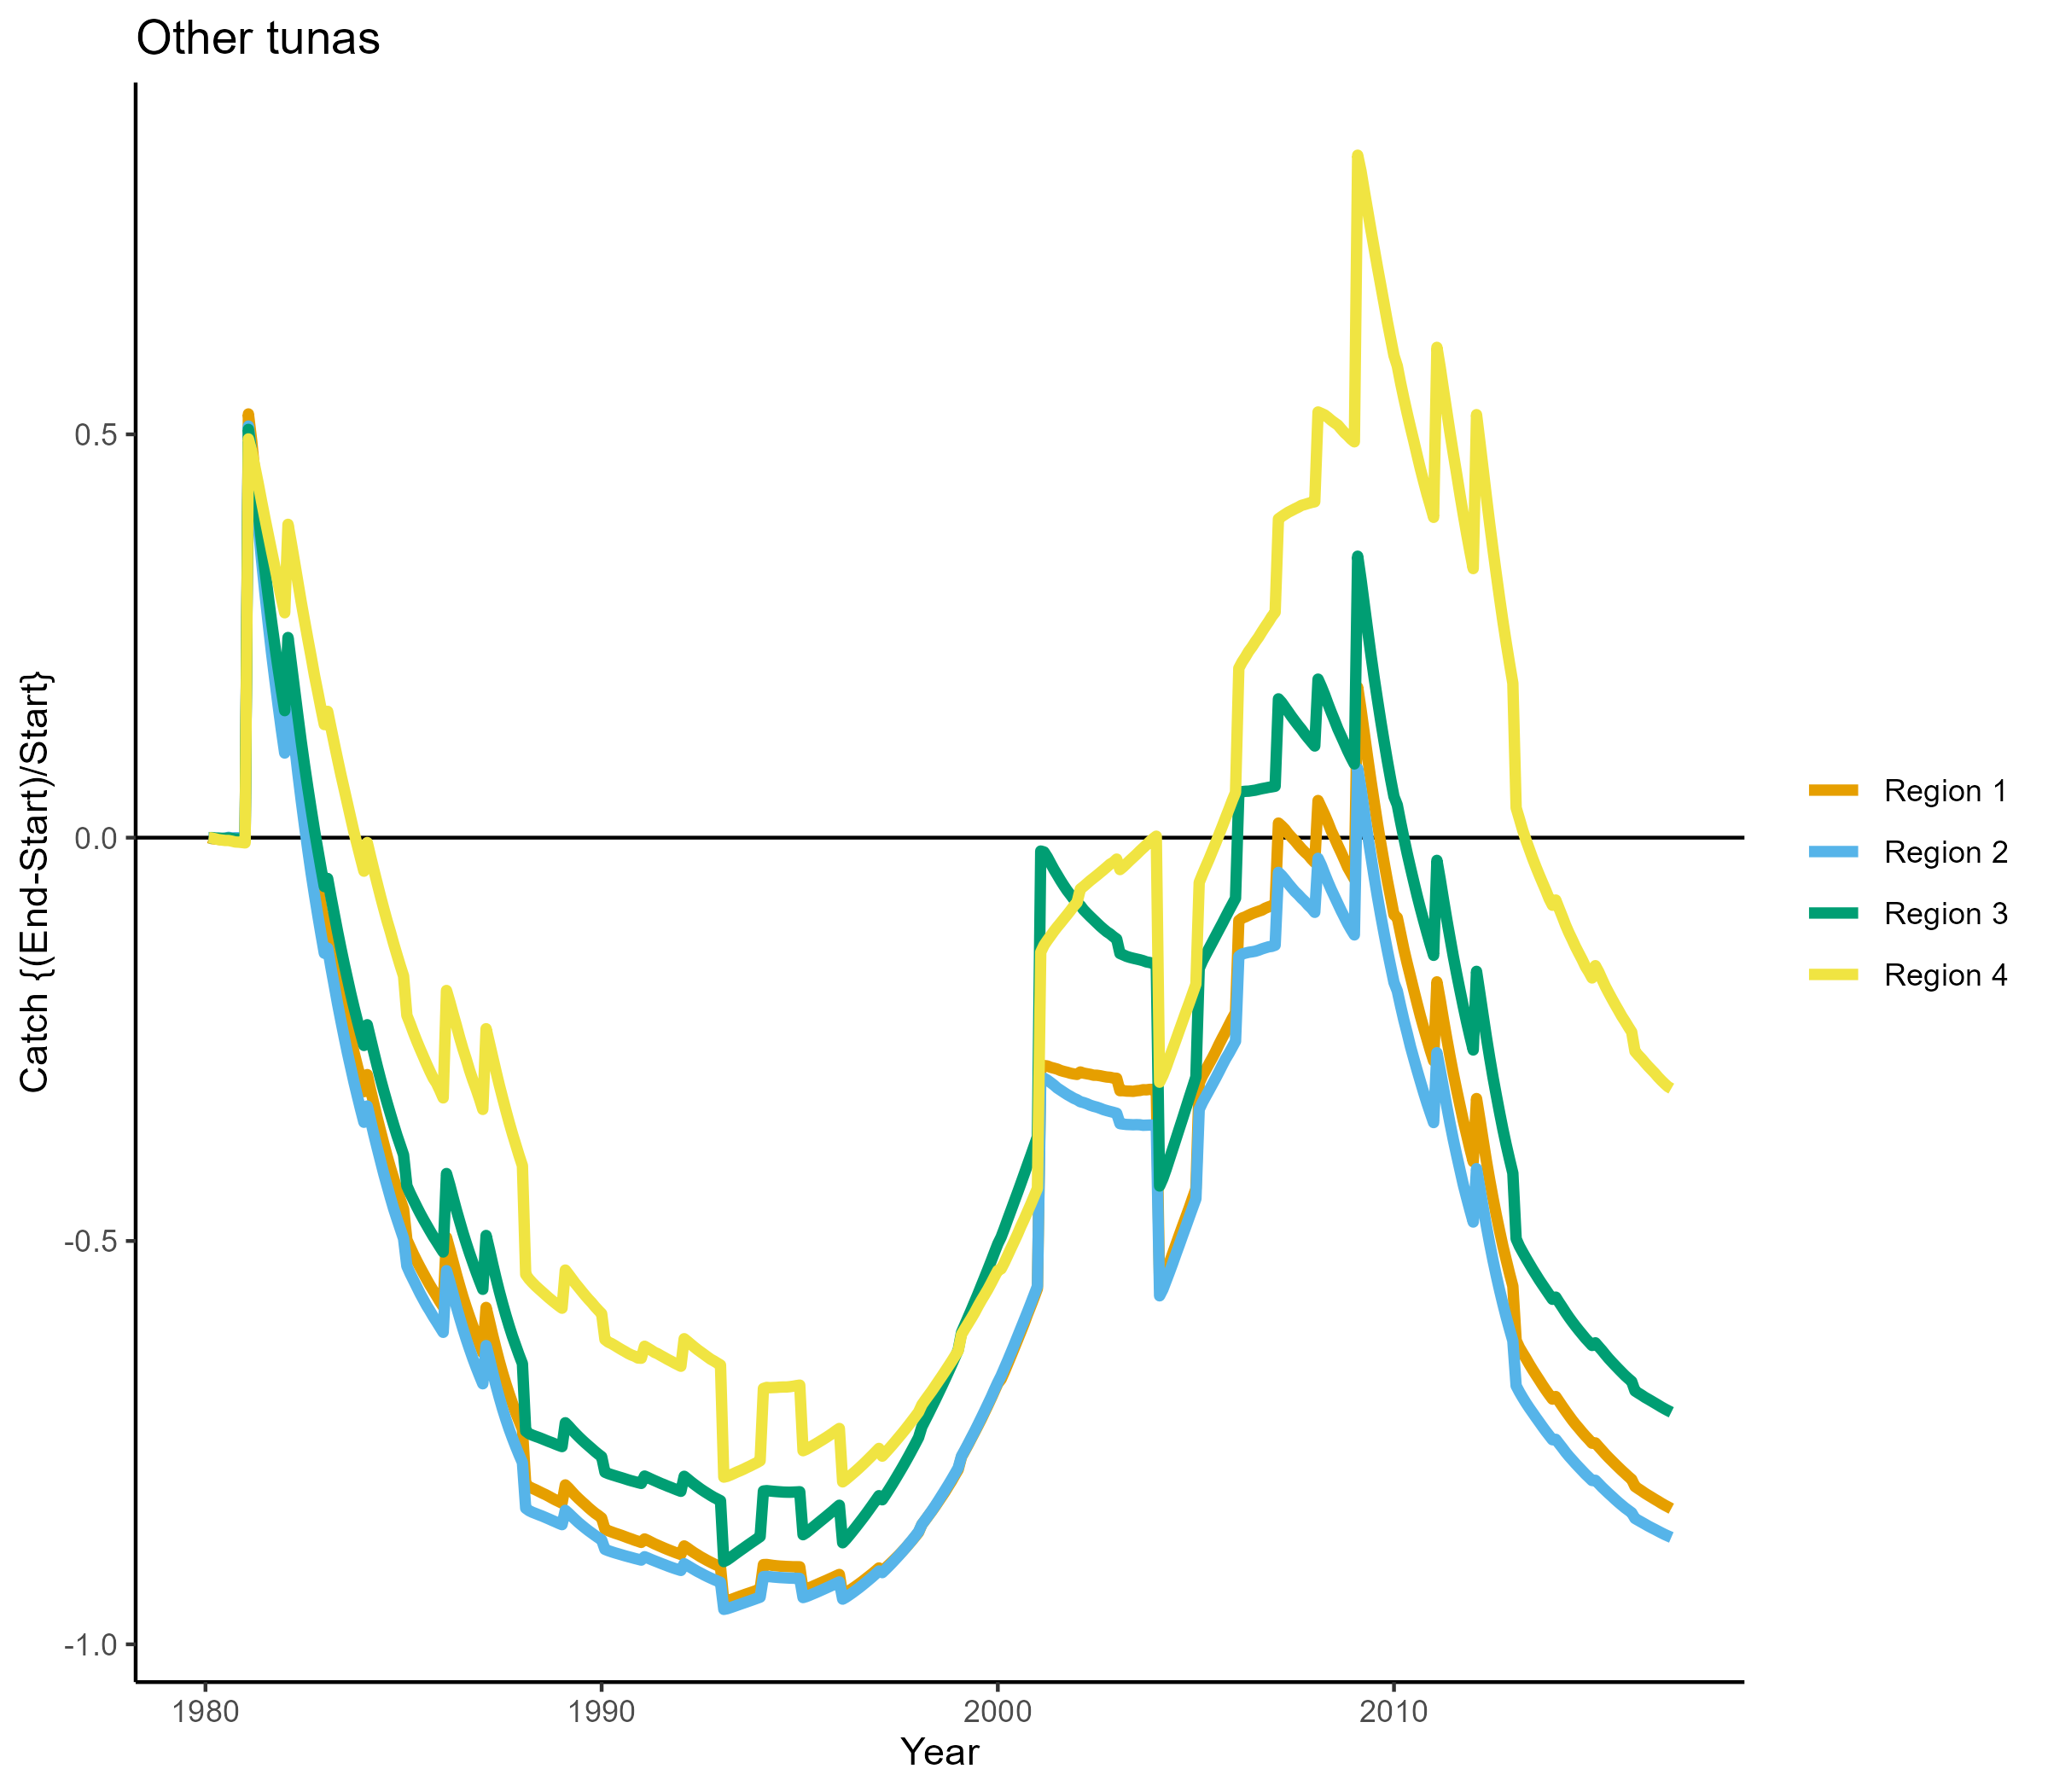 Other tunas
Catch {(End-Start)/Start}
0.5
0.0
-0.5
-1.0
1980
1990
2000
2010
Year
Region 1
Region 2
Region 3
Region 4